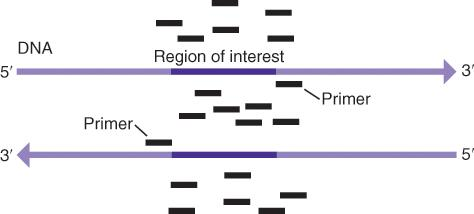 DNA
Region of interest
5′
3′
Primer
Primer
3′
5′